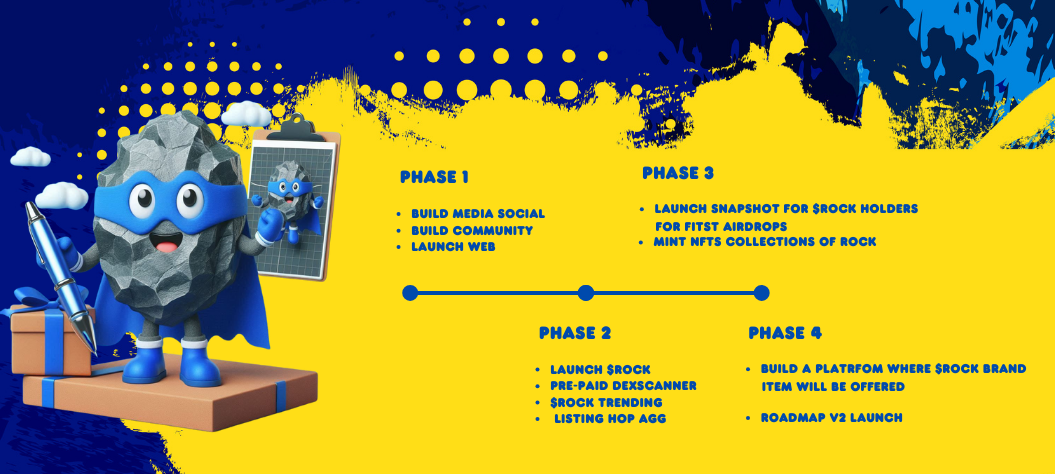 PHASE 1
• BUILD MEDIA SOCIAL
• BUILD COMMUNITY
• LAUNCH WEB
PHASE 2
• LAUNCH $ROCK
• PRE-PAID DEXSCANNER
• $ROCK TRENDING
• LISTING HOP AGG
PHASE 3
• LAUNCH SNAPSHOT FOR $ROCK HOLDERS
FOR FITST AIRDROPS
• MINT NFTS COLLECTIONS OF ROCK
PHASE 4
• BUILD A PLATRFOM WHERE $ROCK BRAND
ITEM WILL BE OFFERED
• ROADMAP V2 LAUNCH